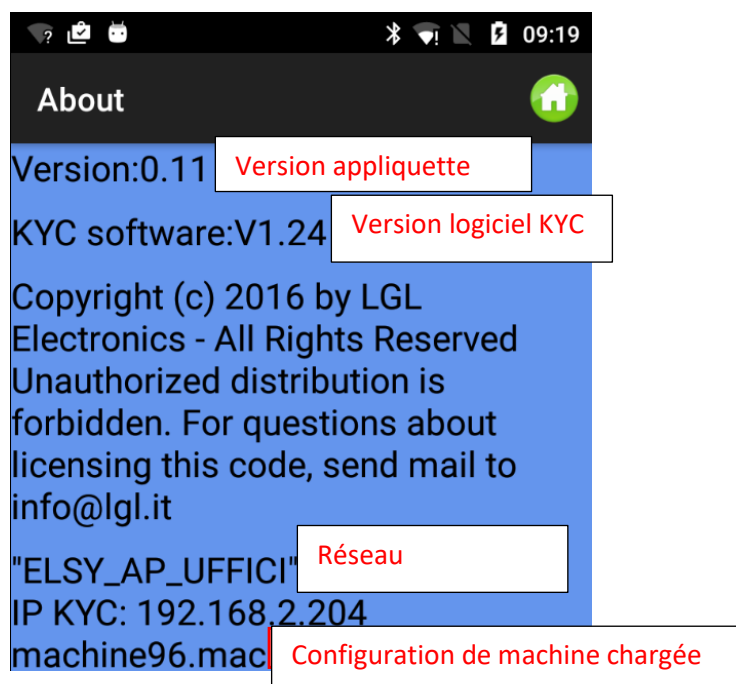 09:19
About
Version:0.11
Version appliquette
KYC software:V1.24
Version logiciel KYC
Copyright (c) 2016 by LGL
Electronics - All Rights Reserved
Unauthorized distribution is
forbidden. For questions about
licensing this code, send mail to
info@lgl.it
"ELSY_AP_UFFICI"
Réseau
IP KYC: 192.168.2.204
machine96.mac
Configuration de machine chargée